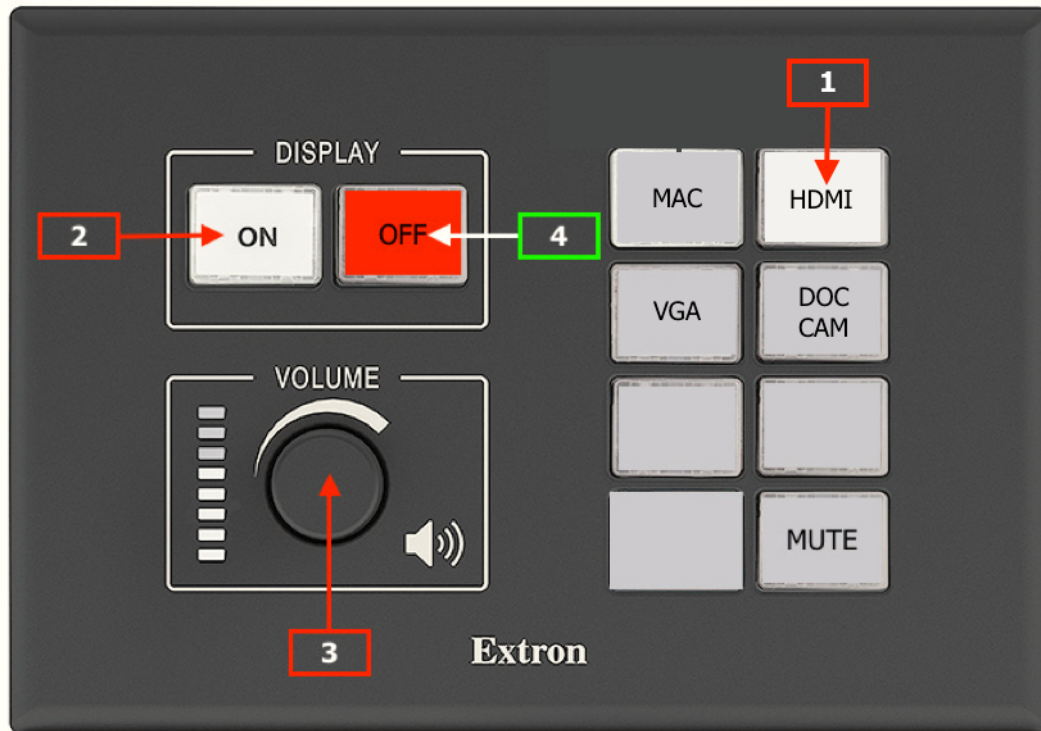 1
DISPLAY
MAC
HDMI
2
ON
OFF
4
VGA
DOC
CAM
VOLUME
MUTE
3
Extron